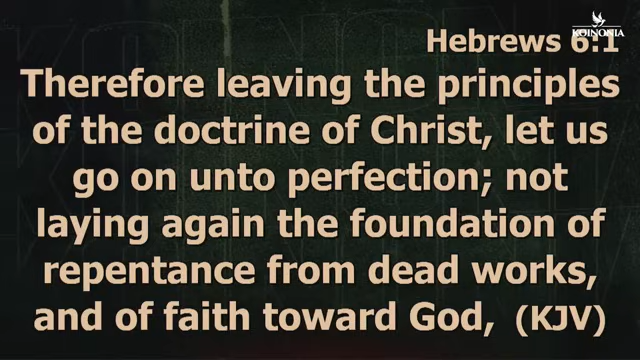 KOINONIA
Hebrews 6:1
Therefore leaving the principles
of the doctrine of Christ, let us
go on unto perfection; not
laying again the foundation of
repentance from dead works,
and of faith toward God, (KJV)